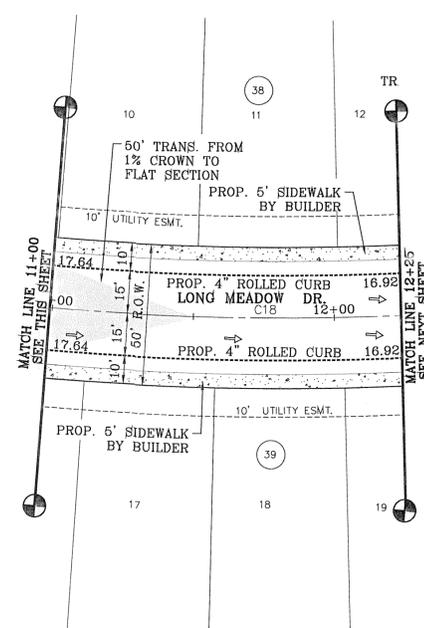 38
TR
10
11
12
50' TRANS. FROM
1% CROWN TO
FLAT SECTION
PROP. 5' SIDEWALK
BY BUILDER
10' UTILITY ESMT.
MATCH LINE 11+00
SEE THIS SHEET
17.64
10'
PROP. 4" ROLLED CURB
16.92
00
15'
LONG MEADOW DR.
C18
12+00
50' R.O.W.
15'
17.64
PROP. 4" ROLLED CURB
16.92
10'
MATCH LINE 12+25
SEE NEXT SHEET
10' UTILITY ESMT.
PROP. 5' SIDEWALK
BY BUILDER
39
17
18
19